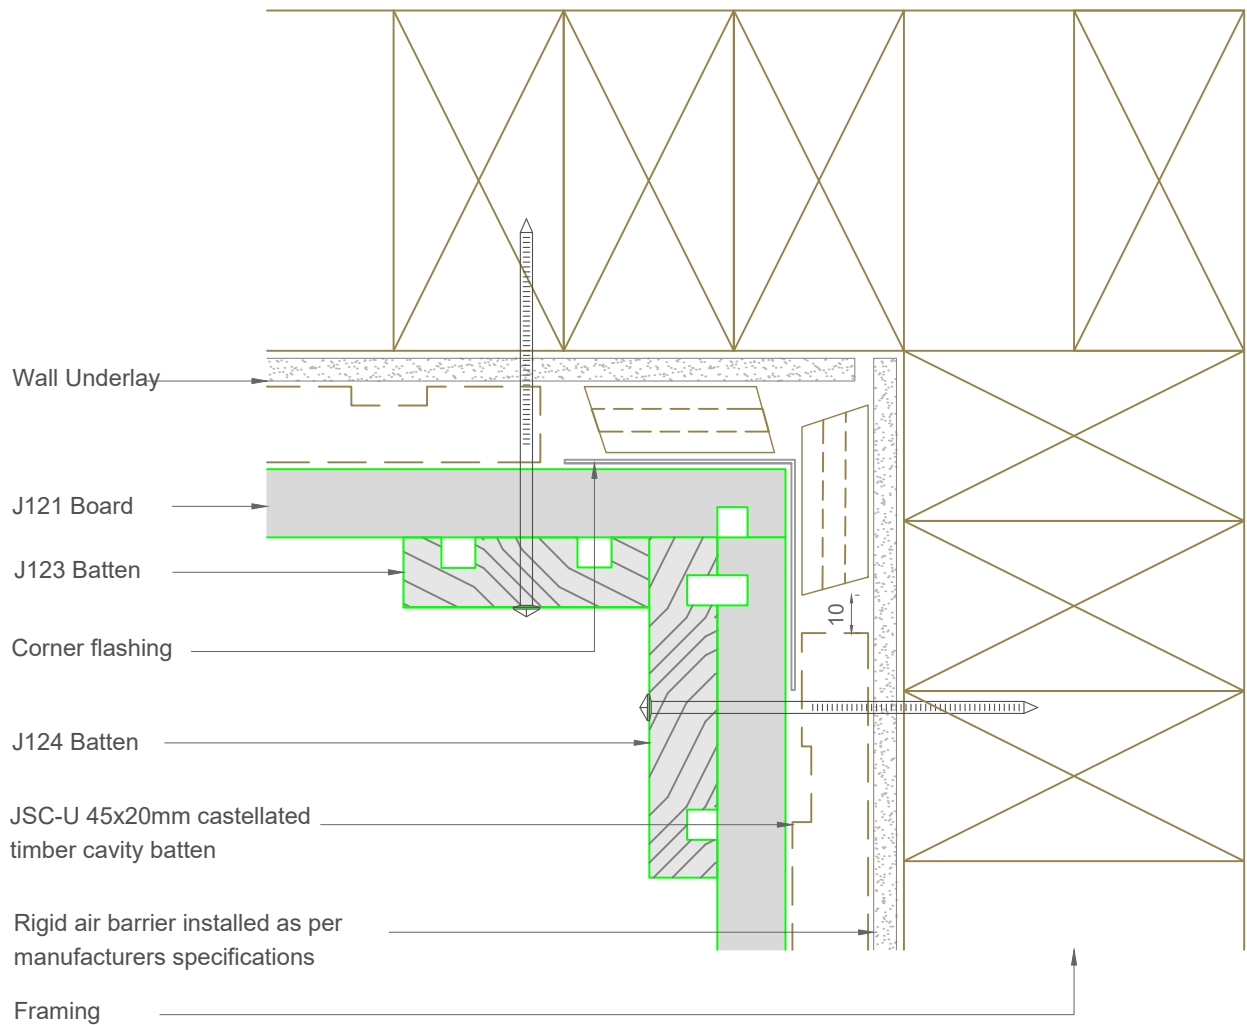 Wall Underlay
J121 Board
J123 Batten
10
Corner flashing
J124 Batten
JSC-U 45x20mm castellated
timber cavity batten
Rigid air barrier installed as per
manufacturers specifications
Framing